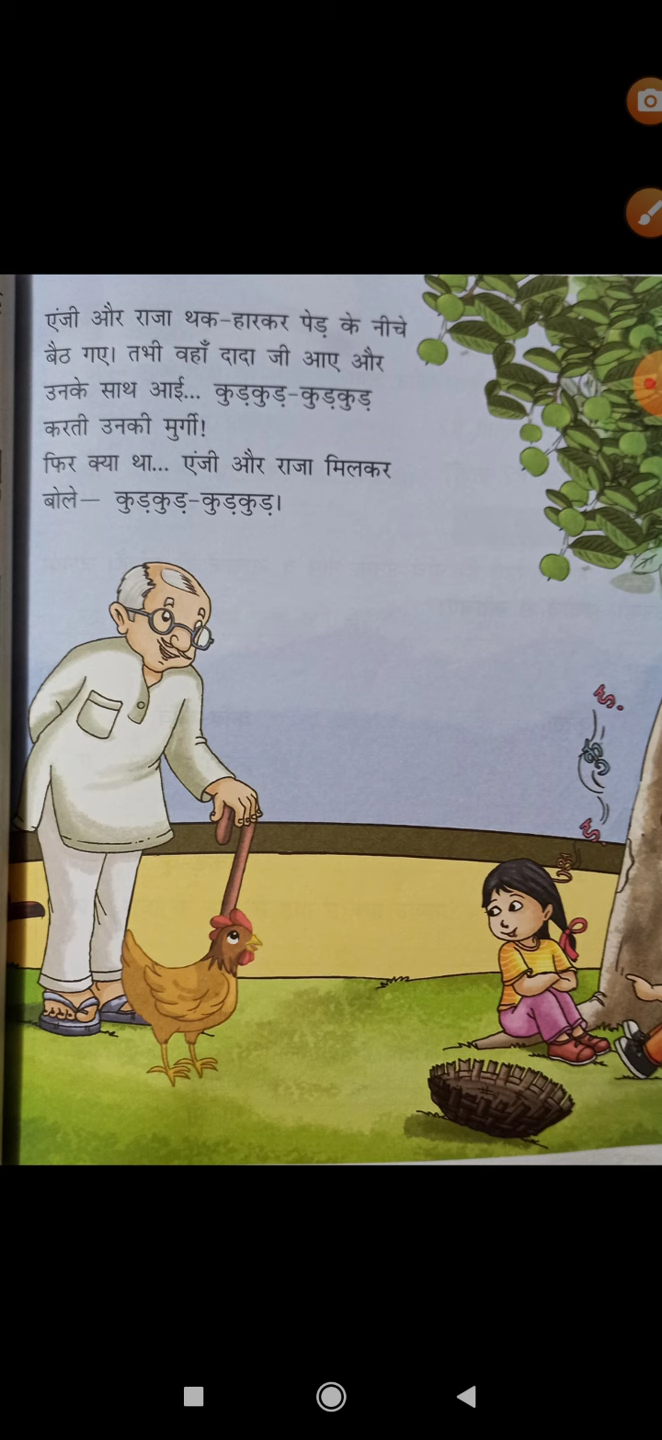 एंजी और राजा थक-हारकर पेड़ के नीचे
बैठ गए। तभी वहाँ दादा जी आए और
उनके साथ आई... कुड़कुड़-कुड़कुड़
करती उनकी मुर्गी!
फिर क्या था... एंजी और राजा मिलकर
बोले— कुड़कुड़-कुड़कुड़।
ड़
कु
ड़
कु